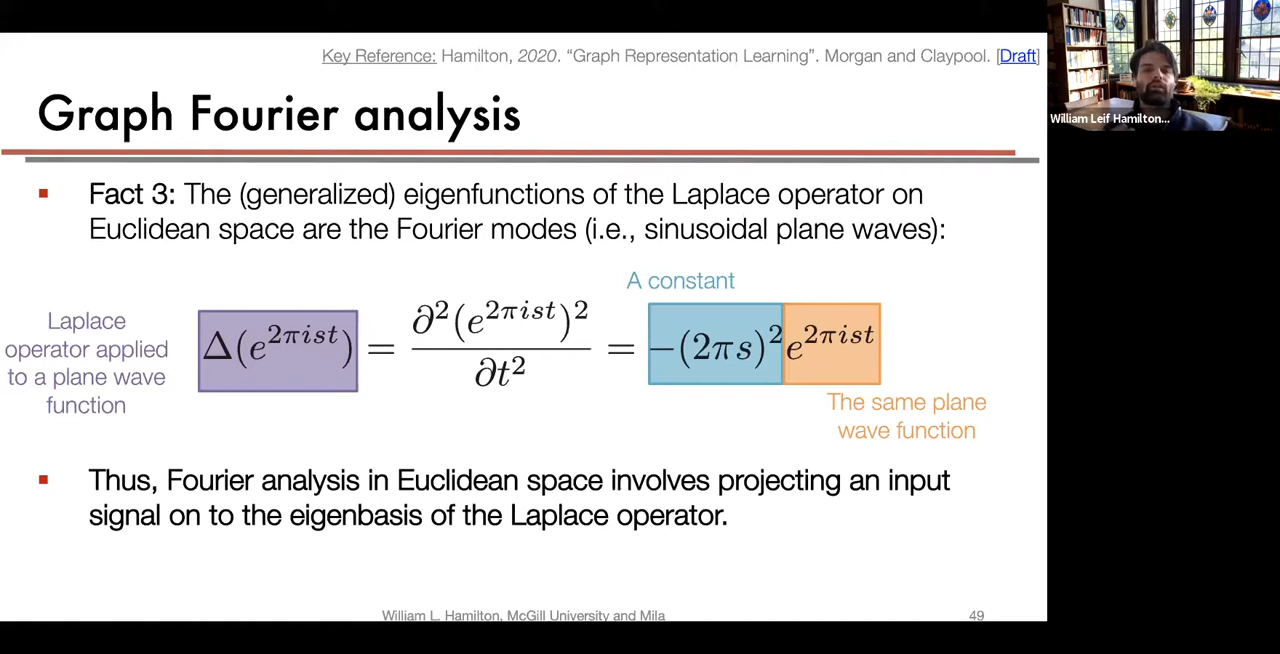 Key Reference: Hamilton, 2020. “Graph Representation Learning”. Morgan and Claypool. [Draft]
William Leif Hamilton...
Graph Fourier analysis
▪ Fact 3: The (generalized) eigenfunctions of the Laplace operator on
Euclidean space are the Fourier modes (i.e., sinusoidal plane waves):
A constant
Laplace
operator applied
to a plane wave
function
Δ(e^{2πist}) = ∂²(e^{2πist})² / ∂t² = −(2πs)² e^{2πist}
The same plane
wave function
▪ Thus, Fourier analysis in Euclidean space involves projecting an input
signal on to the eigenbasis of the Laplace operator.
William L. Hamilton, McGill University and Mila
49